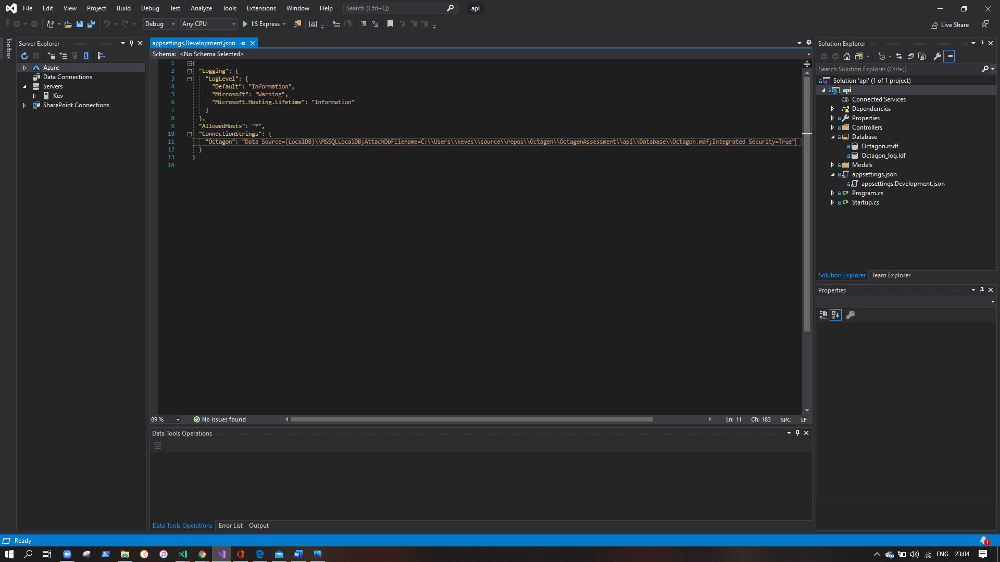 File Edit View Project Build Debug Test Analyze Tools Extensions Window Help Search (Ctrl+Q) api
Debug Any CPU IIS Express Live Share
Toolbox
Server Explorer
Azure
Data Connections
Servers
Kev
SharePoint Connections
appsettings.Development.json
Schema: <No Schema Selected>
1 {
2 "Logging": {
3 "LogLevel": {
4 "Default": "Information",
5 "Microsoft": "Warning",
6 "Microsoft.Hosting.Lifetime": "Information"
7 }
8 },
9 "AllowedHosts": "*",
10 "ConnectionStrings": {
11 "Octagon": "Data Source=(LocalDB)\\MSSQLLocalDB;AttachDbFilename=C:\\Users\\keves\\source\\repos\\Octagen\\OctagenAssessment\\api\\Database\\Octagon.mdf;Integrated Security=True"
12 }
13 }
14
89 % No issues found Ln: 11 Ch: 183 SPC LF
Data Tools Operations
Data Tools Operations Error List Output
Solution Explorer
Search Solution Explorer (Ctrl+;)
Solution 'api' (1 of 1 project)
api
Connected Services
Dependencies
Properties
Controllers
Database
Octagon.mdf
Octagon_log.ldf
Models
appsettings.json
appsettings.Development.json
C# Program.cs
C# Startup.cs
Solution Explorer Team Explorer
Properties
Ready 1
ENG 23:04